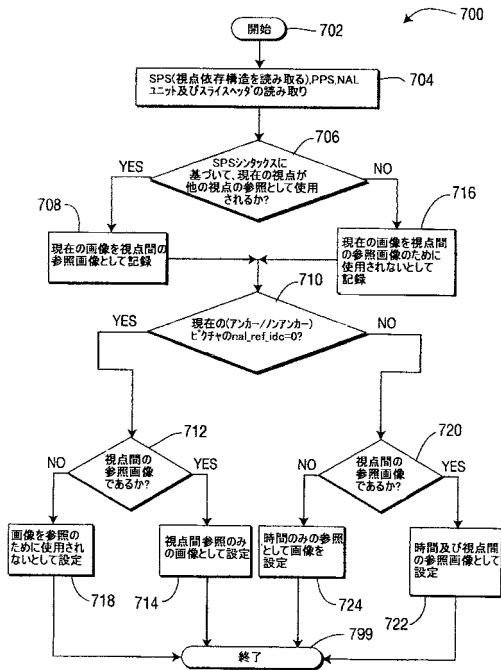 700
開始
702
SPS(視点依存構造を読み取る),PPS,NAL
ユニット及びスライスヘッダの読み取り
704
706
SPSシンタックスに
基づいて、現在の視点が
他の視点の参照として使用
されるか?
YES
NO
708
現在の画像を視点間の
参照画像として記録
716
現在の画像を視点間の
参照画像のために
使用されないとして
記録
710
現在の(アンカー/ノンアンカー)
ピクチャのnal_ref_idc=0?
YES
NO
712
視点間の
参照画像
であるか?
NO
YES
720
視点間の
参照画像
であるか?
NO
YES
画像を参照の
ために使用され
ないとして設定
718
視点間参照のみ
の画像として設定
714
時間のみの参照
として画像を
設定
724
時間及び視点間
の参照画像として
設定
722
799
終了